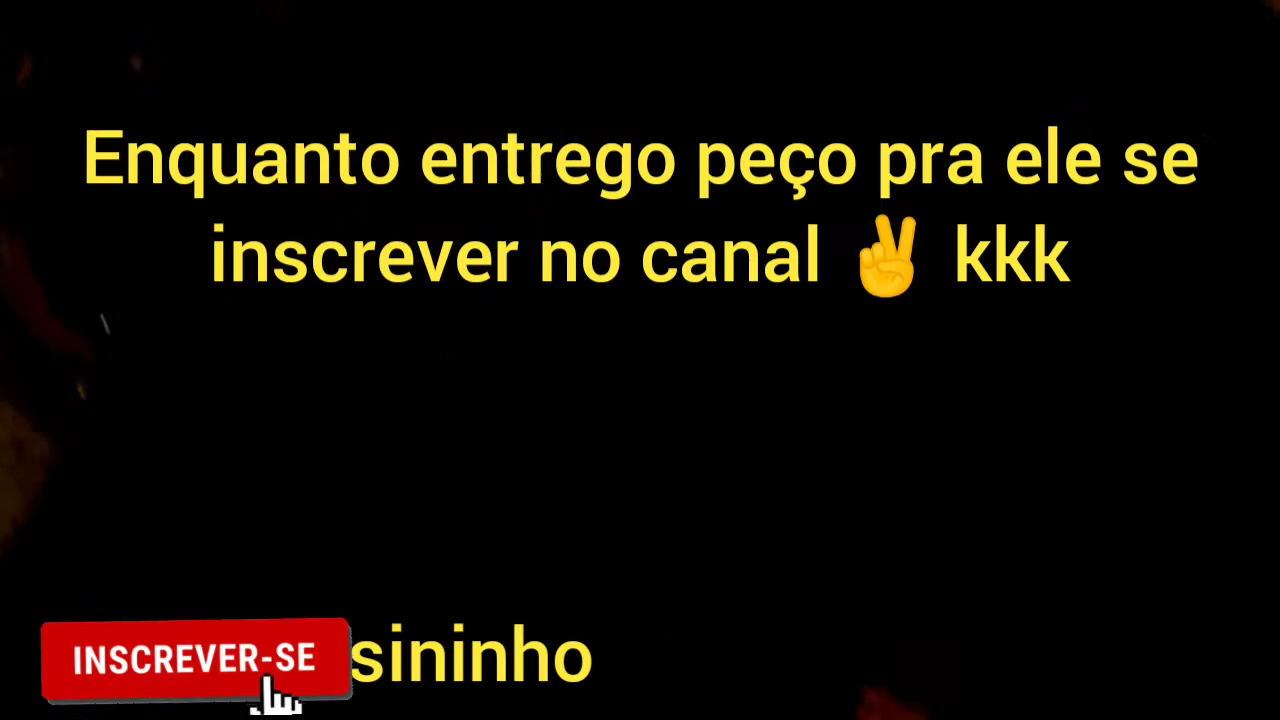 Enquanto entrego peço pra ele se
inscrever no canal ✌ kkk
INSCREVER-SE sininho